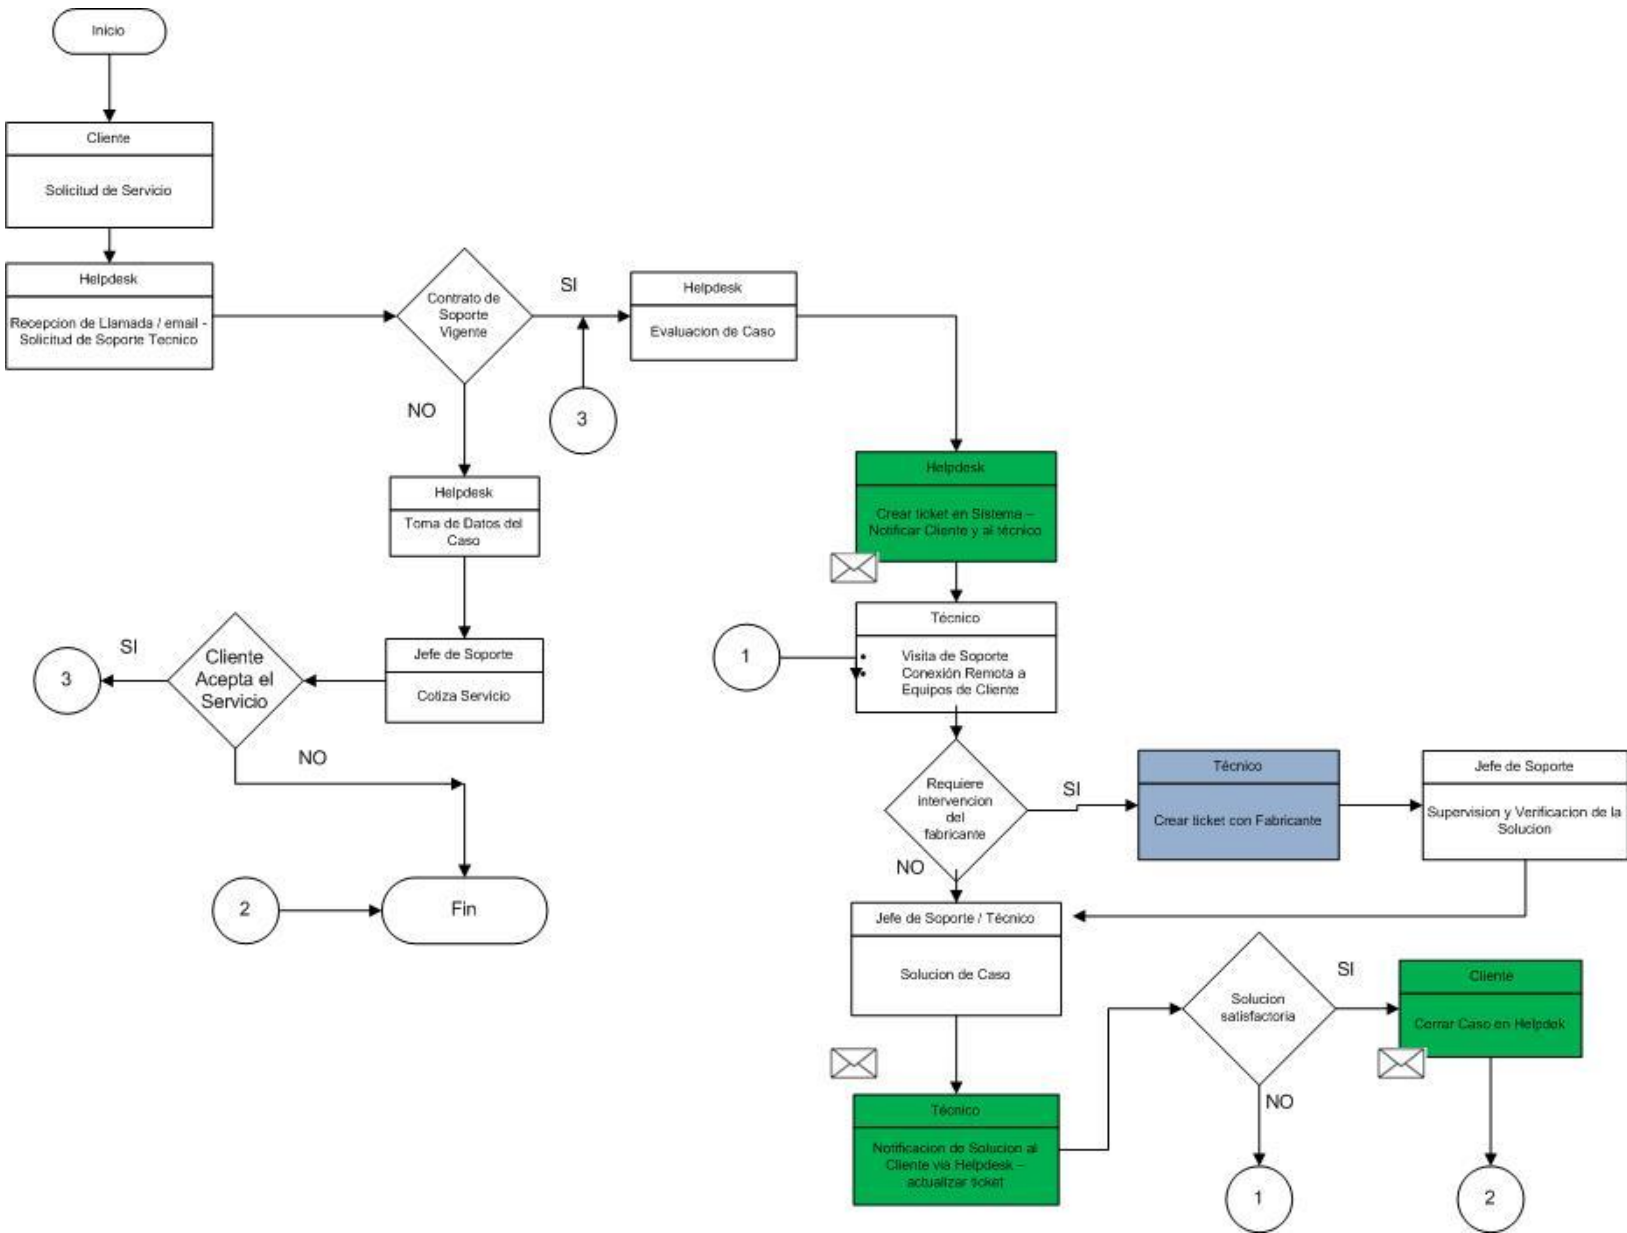 Inicio
Cliente
Solicitud de Servicio
Helpdesk
Recepcion de Llamada / email -
Solicitud de Soporte Tecnico
Contrato de
Soporte
Vigente
SI
NO
3
Helpdesk
Evaluacion de Caso
Helpdesk
Toma de Datos del
Caso
Jefe de Soporte
Cotiza Servicio
Cliente
Acepta el
Servicio
SI
3
NO
2
Fin
Helpdesk
Crear ticket en Sistema –
Notificar Cliente y al técnico
1
Técnico
• Visita de Soporte
• Conexión Remota a
Equipos de Cliente
Requiere
intervencion
del
fabricante
SI
NO
Técnico
Crear ticket con Fabricante
Jefe de Soporte
Supervision y Verificacion de la
Solucion
Jefe de Soporte / Técnico
Solucion de Caso
Técnico
Notificacion de Solucion al
Cliente via Helpdesk –
actualizar ticket
Solucion
satisfactoria
SI
NO
1
Cliente
Cerrar Caso en Helpdek
2